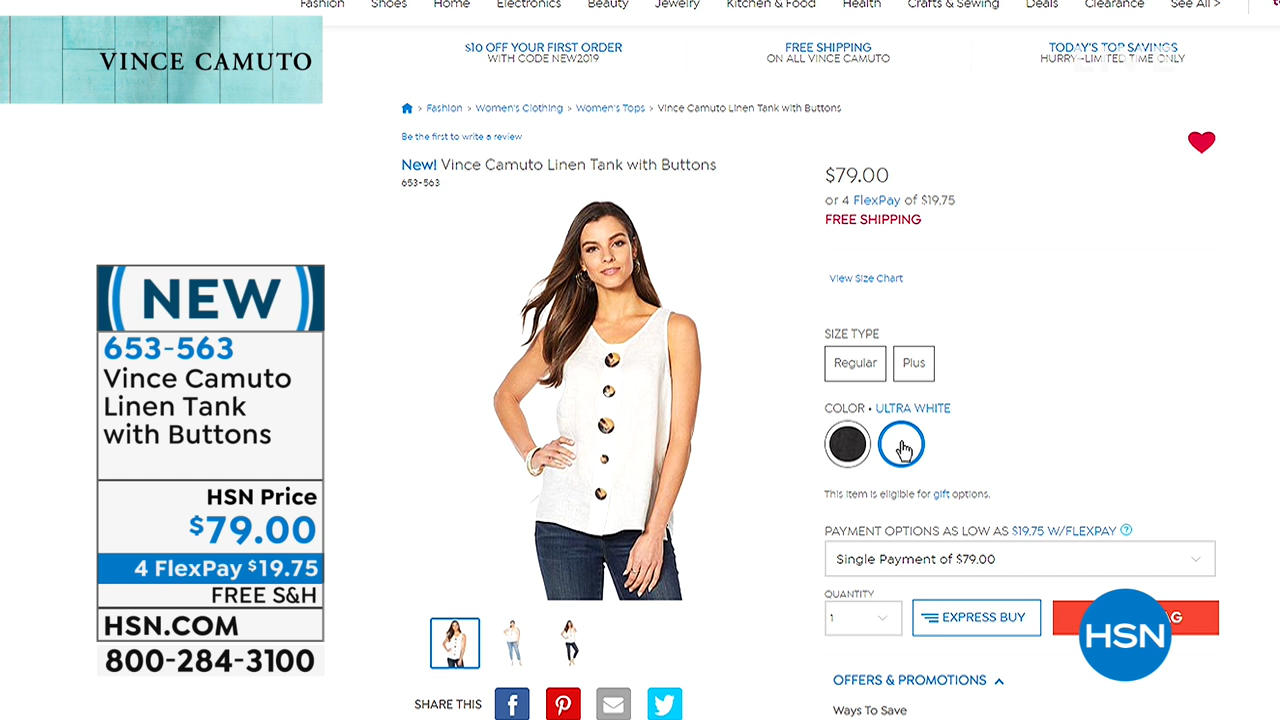 Fashion Shoes Home Electronics Beauty Jewelry Kitchen & Food Health Crafts & Sewing Deals Clearance See All >
VINCE CAMUTO
$10 OFF YOUR FIRST ORDER
WITH CODE NEW2019
FREE SHIPPING
ON ALL VINCE CAMUTO
TODAY'S TOP SAVINGS
HURRY-LIMITED TIME ONLY
LIVE
> Fashion > Women's Clothing > Women's Tops > Vince Camuto Linen Tank with Buttons
Be the first to write a review
New! Vince Camuto Linen Tank with Buttons
653-563
$79.00
or 4 FlexPay of $19.75
FREE SHIPPING
View Size Chart
SIZE TYPE
Regular Plus
COLOR • ULTRA WHITE
This item is eligible for gift options.
PAYMENT OPTIONS AS LOW AS $19.75 W/FLEXPAY ?
Single Payment of $79.00
QUANTITY
1
EXPRESS BUY
AG
HSN
OFFERS & PROMOTIONS
Ways To Save
SHARE THIS
(NEW)
653-563
Vince Camuto
Linen Tank
with Buttons
HSN Price
$79.00
4 FlexPay $19.75
FREE S&H
HSN.COM
800-284-3100